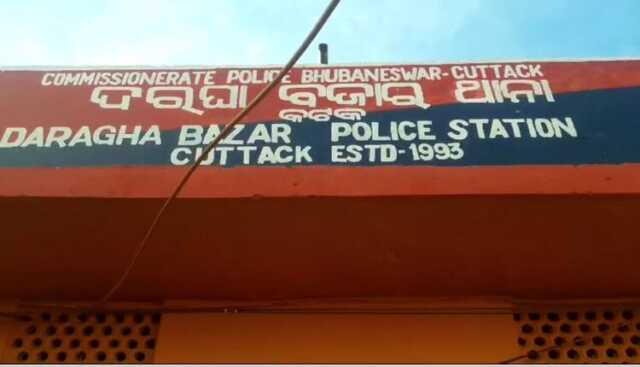 COMMISSIONERATE POLICE BHUBANESWAR-CUTTACK
ଦରଘା ବଜାର ଥାନା
କଟକ
DARAGHA BAZAR POLICE STATION
CUTTACK ESTD-1993